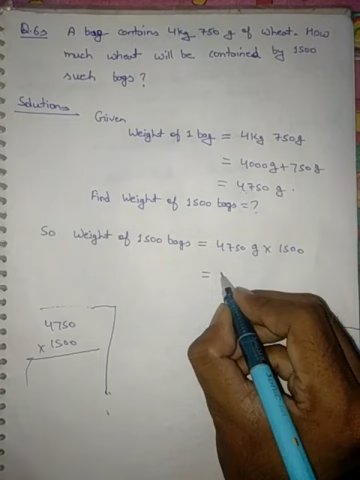 Q.6> A bag contains 4kg 750 g of wheat. How
much wheat will be contained by 1500
such bags?
Solution
Given
Weight of 1 bag = 4kg 750g
= 4000g+750g
= 4750 g.
And Weight of 1500 bags = ?
So Weight of 1500 bags = 4750 g x 1500
=
4750
x 1500